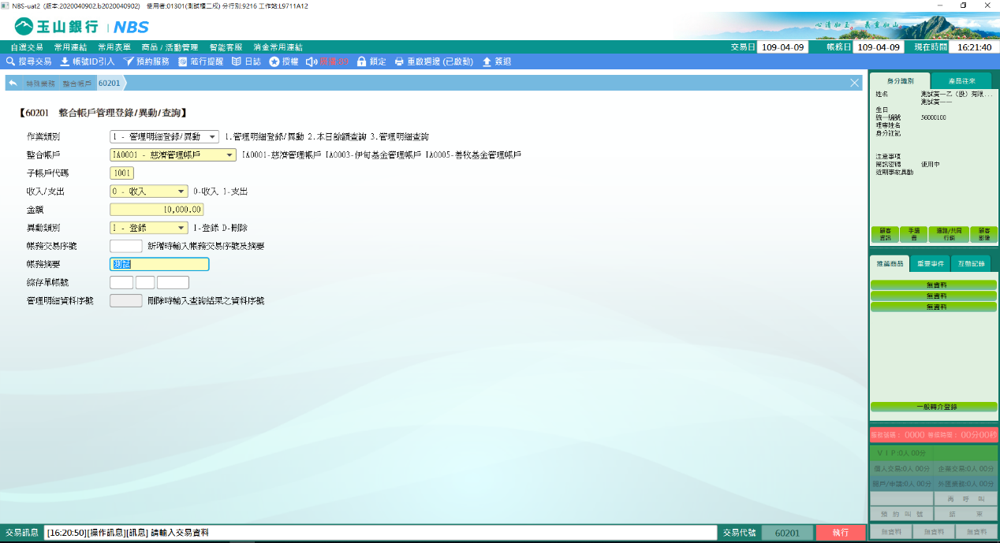 NBS-uat2 (版本:2020040902.b2020040902) 使用者:01301(測試櫃二段) 分行別:9216 工作站:L9711A12
玉山銀行 | NBS
心清如玉。義重如山。
自選交易 常用連結 常用表單 商品 / 活動管理 智能客服 消金常用連結 交易日 109-04-09 帳務日 109-04-09 現在時間 16:21:40
搜尋交易 帳號ID引入 預約服務 蒞行提醒 日誌 授權 鎖定 重啟週邊 (已啟動) 簽退
特殊業務 整合帳戶 60201
【60201 整合帳戶管理登錄/異動/查詢】
作業類別 1 - 管理明細登錄/異動 1.管理明細登錄/異動 2.本日餘額查詢 3.管理明細查詢
整合帳戶 IA0001 - 慈濟管理帳戶 IA0001-慈濟管理帳戶 IA0003-伊甸基金管理帳戶 IA0005-善牧基金管理帳戶
子帳戶代碼 1001
收入/支出 0 - 收入 0-收入 1-支出
金額 10,000.00
異動類別 I - 登錄 I-登錄 D-刪除
帳務交易序號 新增時輸入帳務交易序號及摘要
帳務摘要 測試
綜存單帳號
管理明細資料序號 刪除時輸入查詢結果之資料序號
身分識別 產品往來
姓名 測試英一乙（股）有限...
測試英一一
生日
統一編號 56000100
理專姓名
身分註記
注意事項
簡訊密碼 使用中
近期事故異動
顧客資訊 手續費 通路/共同行銷 顧客影像
推薦商品 重要事件 互動記錄
無資料
無資料
無資料
一般轉介登錄
服務號碼： 0000 等候時間： 00分00秒
ＶＩＰ:0人 00分
個人交易:0人 00分 企業交易:0人 00分
開戶/申請:0人 00分 外匯業務:0人 00分
再 呼 叫
預 約 叫 號 結 束
無資料 無資料 無資料
交易訊息 [16:20:50][操作訊息][訊息] 請輸入交易資料 交易代號 60201 執行